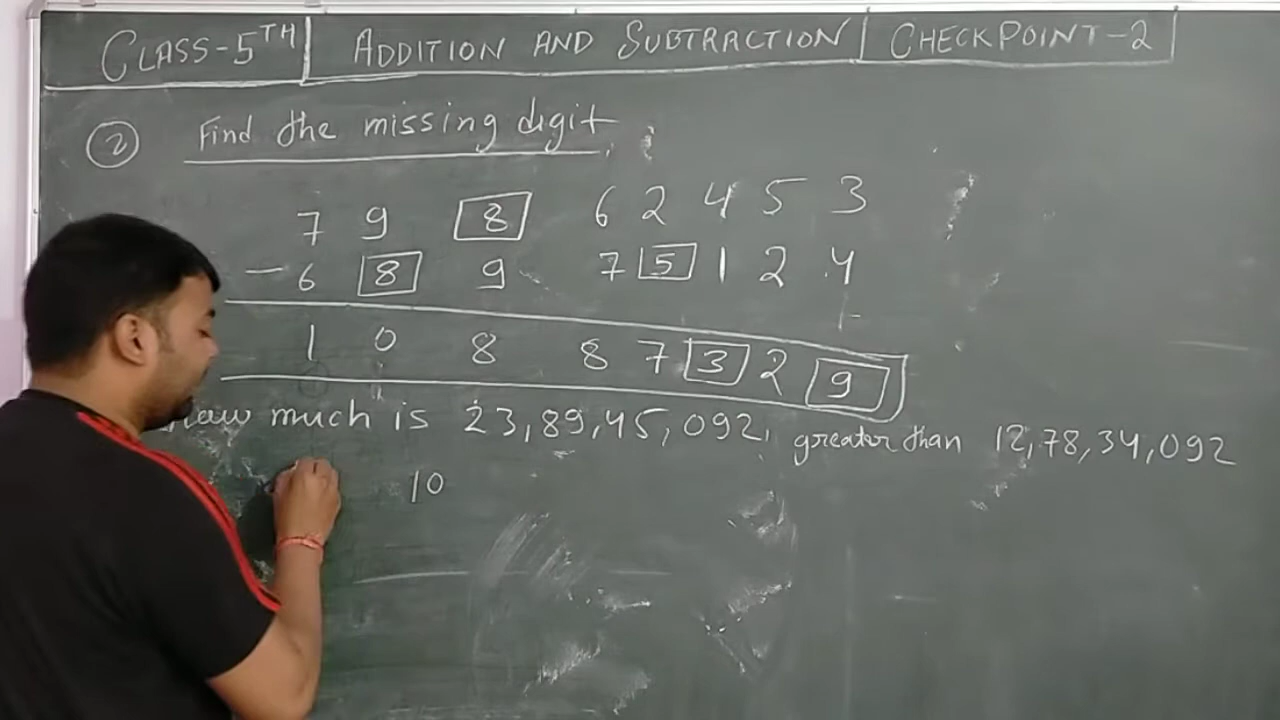 CLASS-5TH ADDITION AND SUBTRACTION CHECKPOINT-2
2 Find the missing digit
7 9 8 6 2 4 5 3
- 6 8 9 7 5 1 2 4
1 0 8 8 7 3 2 9
much is 23,89,45,092, greater than 12,78,34,092
10